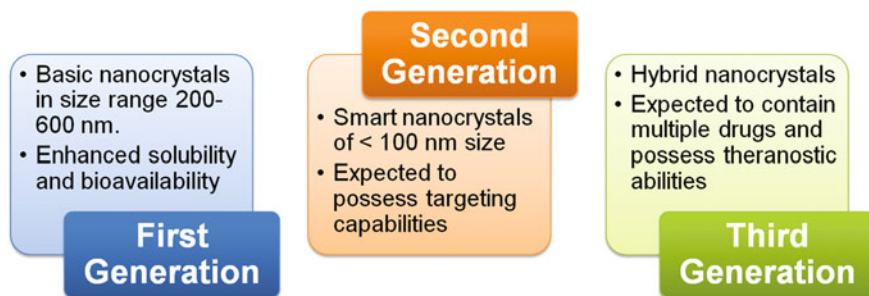 • Basic nanocrystals
in size range 200-
600 nm.
• Enhanced solubility
and bioavailability
First
Generation
Second
Generation
• Smart nanocrystals
of < 100 nm size
• Expected to
possess targeting
capabilities
• Hybrid nanocrystals
• Expected to contain
multiple drugs and
possess theranostic
abilities
Third
Generation